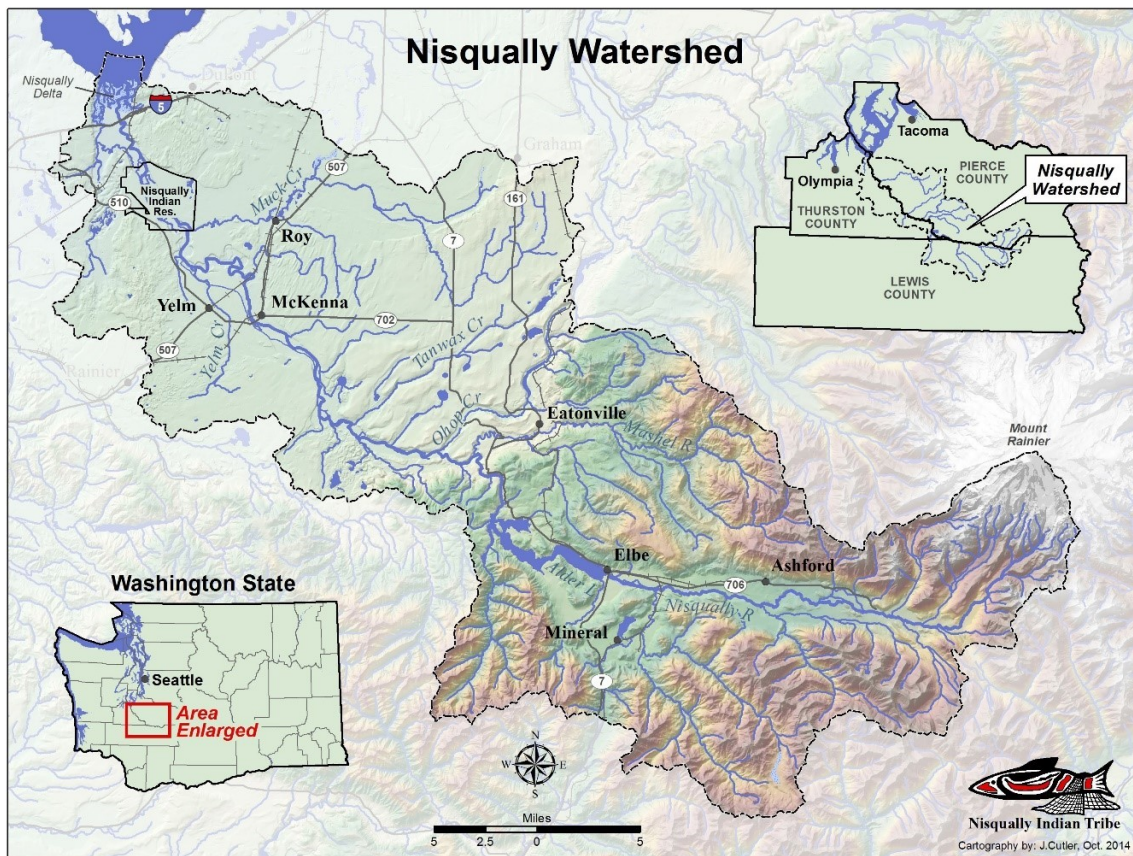 Nisqually Watershed
Nisqually
Delta
DuPont
5
Graham
507
161
Nisqually
Indian
Res.
510
Muck Cr
Roy
7
Yelm
McKenna
702
507
Yelm Cr
Tanwax Cr
Rainier
Ohop Cr
Eatonville
Mashel R
Mount
Rainier
Elbe
Alder L
706
Ashford
Nisqually R
Mineral
7
Tacoma
Olympia
PIERCE
COUNTY
Nisqually
Watershed
THURSTON
COUNTY
LEWIS
COUNTY
Washington State
Seattle
Area
Enlarged
N
W
E
S
Miles
5
2.5
0
5
Nisqually Indian Tribe
Cartography by: J.Cutler, Oct. 2014